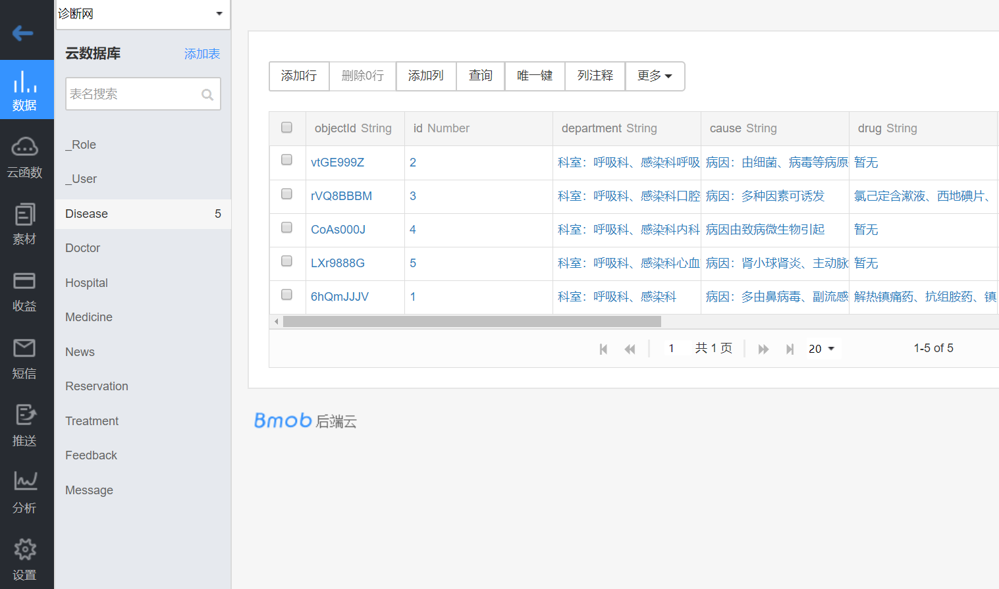 诊断网
云数据库 添加表
表名搜索
_Role
_User
Disease 5
Doctor
Hospital
Medicine
News
Reservation
Treatment
Feedback
Message
数据
云函数
素材
收益
短信
推送
分析
设置
添加行 删除0行 添加列 查询 唯一键 列注释 更多
objectId String id Number department String cause String drug String
vtGE999Z 2 科室：呼吸科、感染科呼吸 病因：由细菌、病毒等病原 暂无
rVQ8BBBM 3 科室：呼吸科、感染科口腔 病因：多种因素可诱发 氯己定含漱液、西地碘片、
CoAs000J 4 科室：呼吸科、感染科内科 病因由致病微生物引起 暂无
LXr9888G 5 科室：呼吸科、感染科心血 病因：肾小球肾炎、主动脉 暂无
6hQmJJJV 1 科室：呼吸科、感染科 病因：多由鼻病毒、副流感 解热镇痛药、抗组胺药、镇
1 共 1 页 20 1-5 of 5
Bmob 后端云